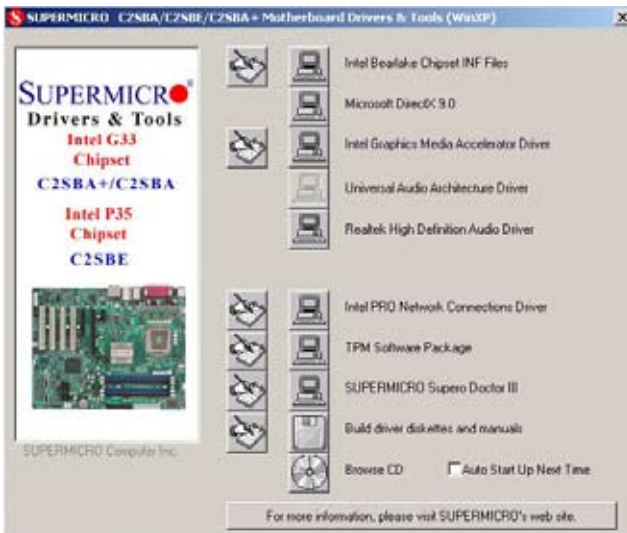 SUPERMICRO C2SBA/C2SBE/C2SBA+ Motherboard Drivers & Tools (WinXP)
SUPERMICRO
Drivers & Tools
Intel G33
Chipset
C2SBA+/C2SBA
Intel P35
Chipset
C2SBE
SUPERMICRO Computer Inc.
Intel Bearlake Chipset INF Files
Microsoft DirectX 9.0
Intel Graphics Media Accelerator Driver
Universal Audio Architecture Driver
Realtek High Definition Audio Driver
Intel PRO Network Connections Driver
TPM Software Package
SUPERMICRO Supero Doctor III
Build driver diskettes and manuals
Browse CD
Auto Start Up Next Time
For more information, please visit SUPERMICRO's web site.